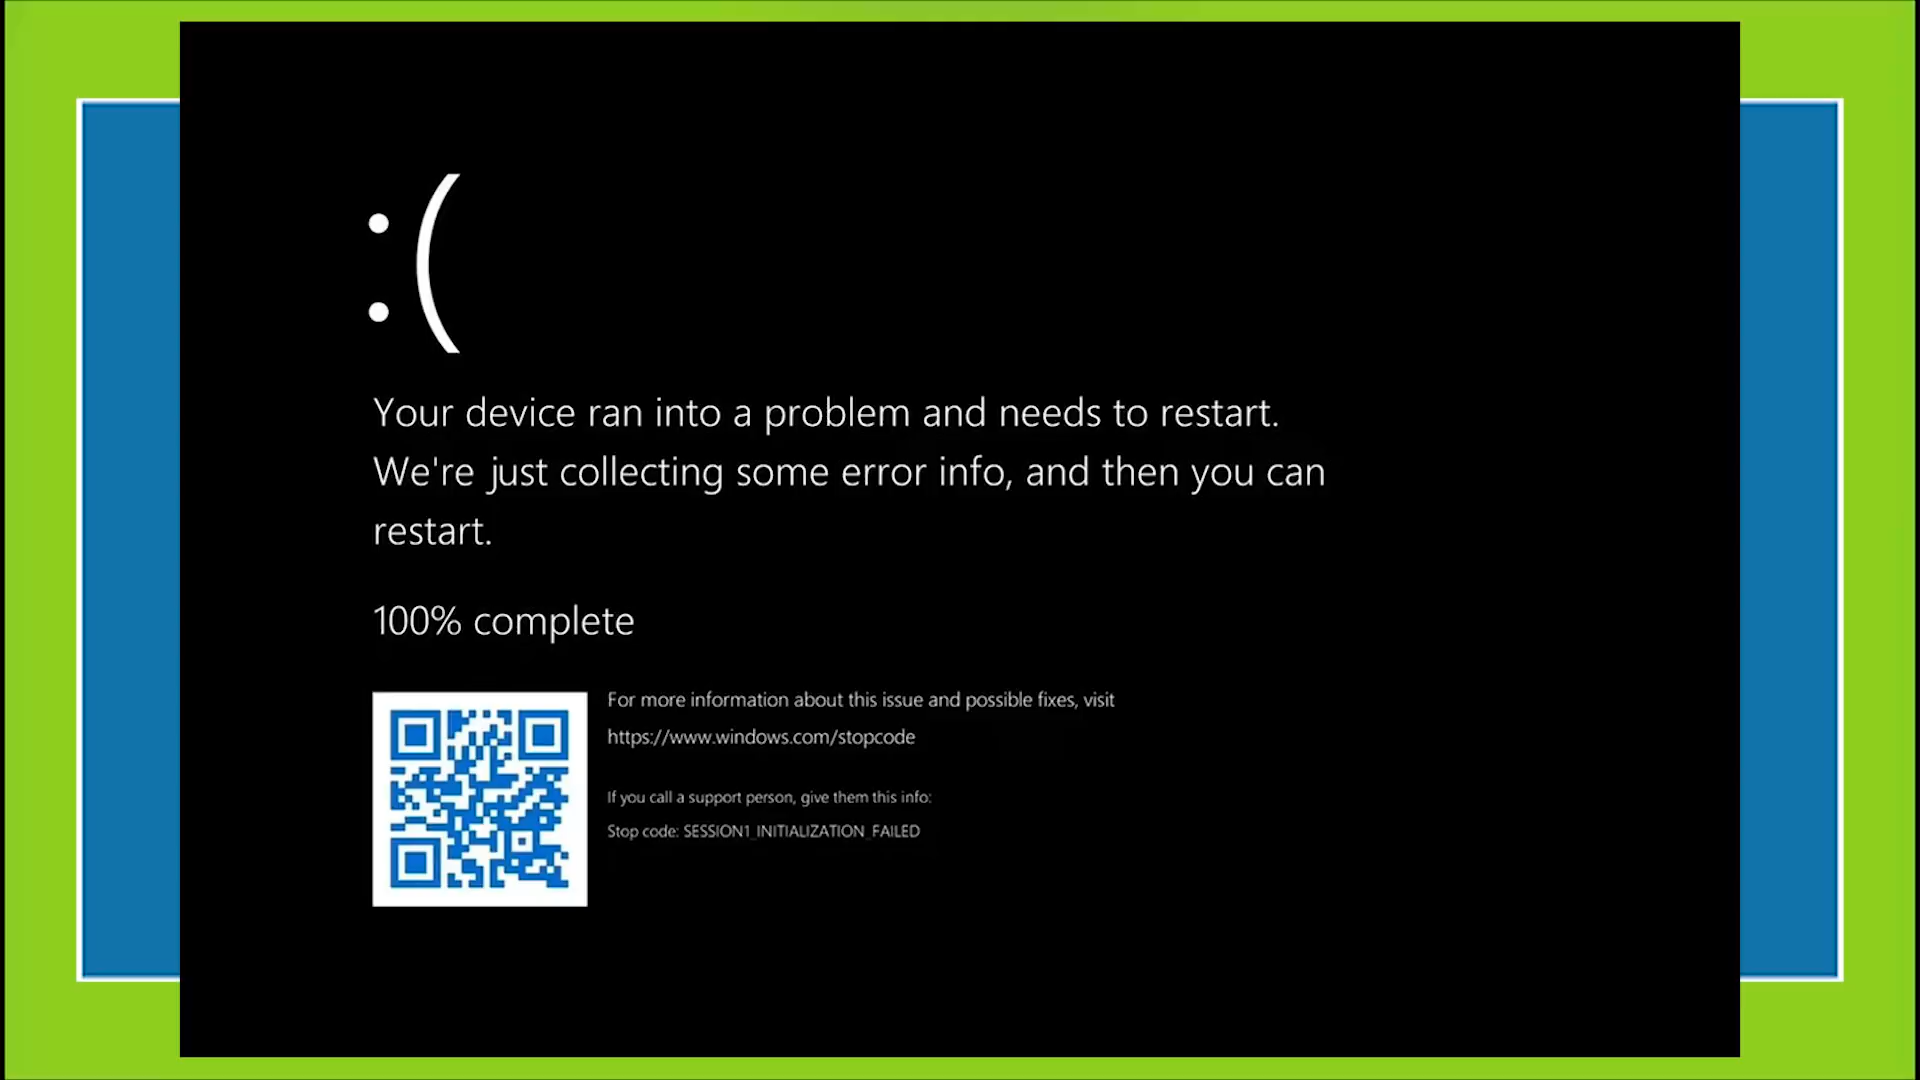 :(
Your device ran into a problem and needs to restart.
We're just collecting some error info, and then you can
restart.
100% complete
For more information about this issue and possible fixes, visit
https://www.windows.com/stopcode
If you call a support person, give them this info:
Stop code: SESSION1_INITIALIZATION_FAILED